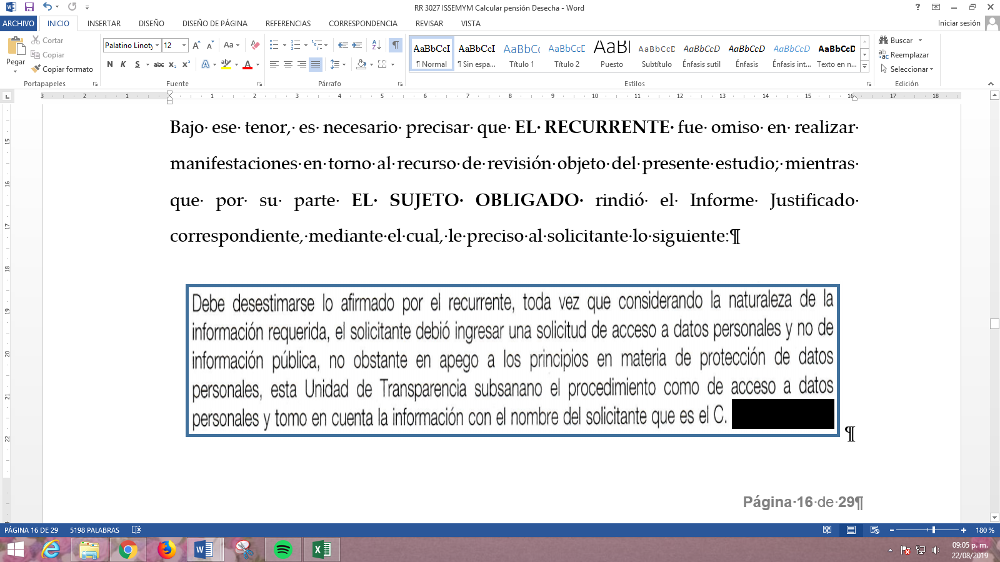 RR 3027 ISSEMYM Calcular pensión Desecha - Word
ARCHIVO INICIO INSERTAR DISEÑO DISEÑO DE PÁGINA REFERENCIAS CORRESPONDENCIA REVISAR VISTA Iniciar sesión
Pegar
Cortar
Copiar
Copiar formato
Portapapeles
Palatino Linoty 12
N K S abc x₂ x²
Fuente
Párrafo
AaBbCcI AaBbCcI AaBbC AaBbCcD AaB AaBbCcD AaBbCcD AaBbCcD AaBbCcD AaBbCcD
¶ Normal ¶ Sin espa... Título 1 Título 2 Puesto Subtítulo Énfasis sutil Énfasis Énfasis int... Texto en n...
Estilos
Buscar
Reemplazar
Seleccionar
Edición
3 2 1 1 2 3 4 5 6 7 8 9 10 11 12 13 14 15 16 17 18
15
16
17
18
19
20
21
22
Bajo ese tenor, es necesario precisar que EL RECURRENTE fue omiso en realizar
manifestaciones en torno al recurso de revisión objeto del presente estudio; mientras
que por su parte EL SUJETO OBLIGADO rindió el Informe Justificado
correspondiente, mediante el cual, le preciso al solicitante lo siguiente:¶
Debe desestimarse lo afirmado por el recurrente, toda vez que considerando la naturaleza de la
información requerida, el solicitante debió ingresar una solicitud de acceso a datos personales y no de
información pública, no obstante en apego a los principios en materia de protección de datos
personales, esta Unidad de Transparencia subsanano el procedimiento como de acceso a datos
personales y tomo en cuenta la información con el nombre del solicitante que es el C.
¶
Página 16 de 29¶
PÁGINA 16 DE 29 5198 PALABRAS 180 %
09:05 p. m.
22/08/2019